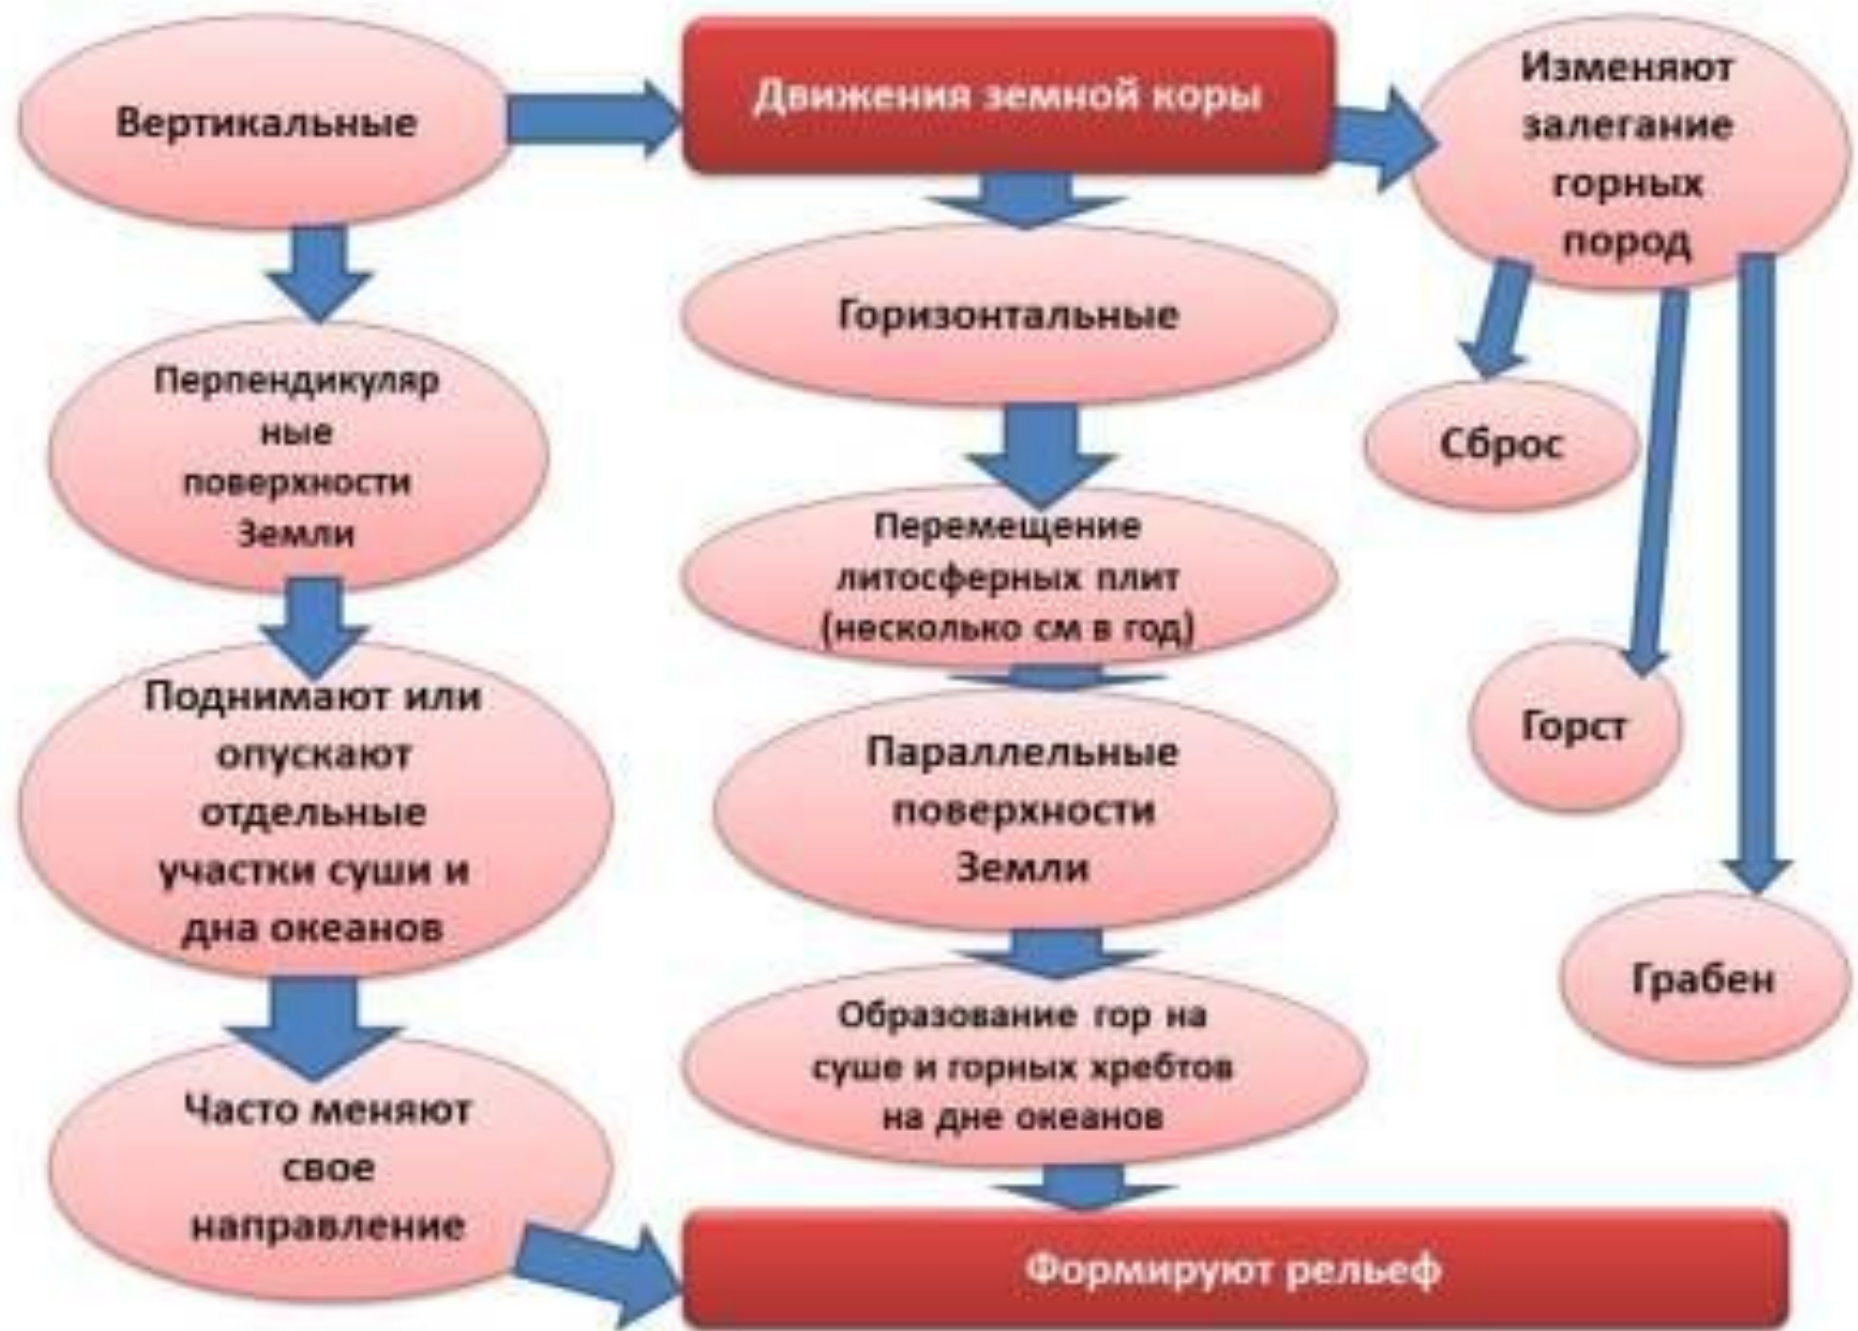 Вертикальные
Движения земной коры
Изменяют
залегание
горных
пород
Перпендикуляр
ные
поверхности
Земли
Поднимают или
опускают
отдельные
участки суши и
дна океанов
Часто меняют
свое
направление
Горизонтальные
Перемещение
литосферных плит
(несколько см в год)
Параллельные
поверхности
Земли
Образование гор на
суше и горных хребтов
на дне океанов
Сброс
Горст
Грабен
Формируют рельеф